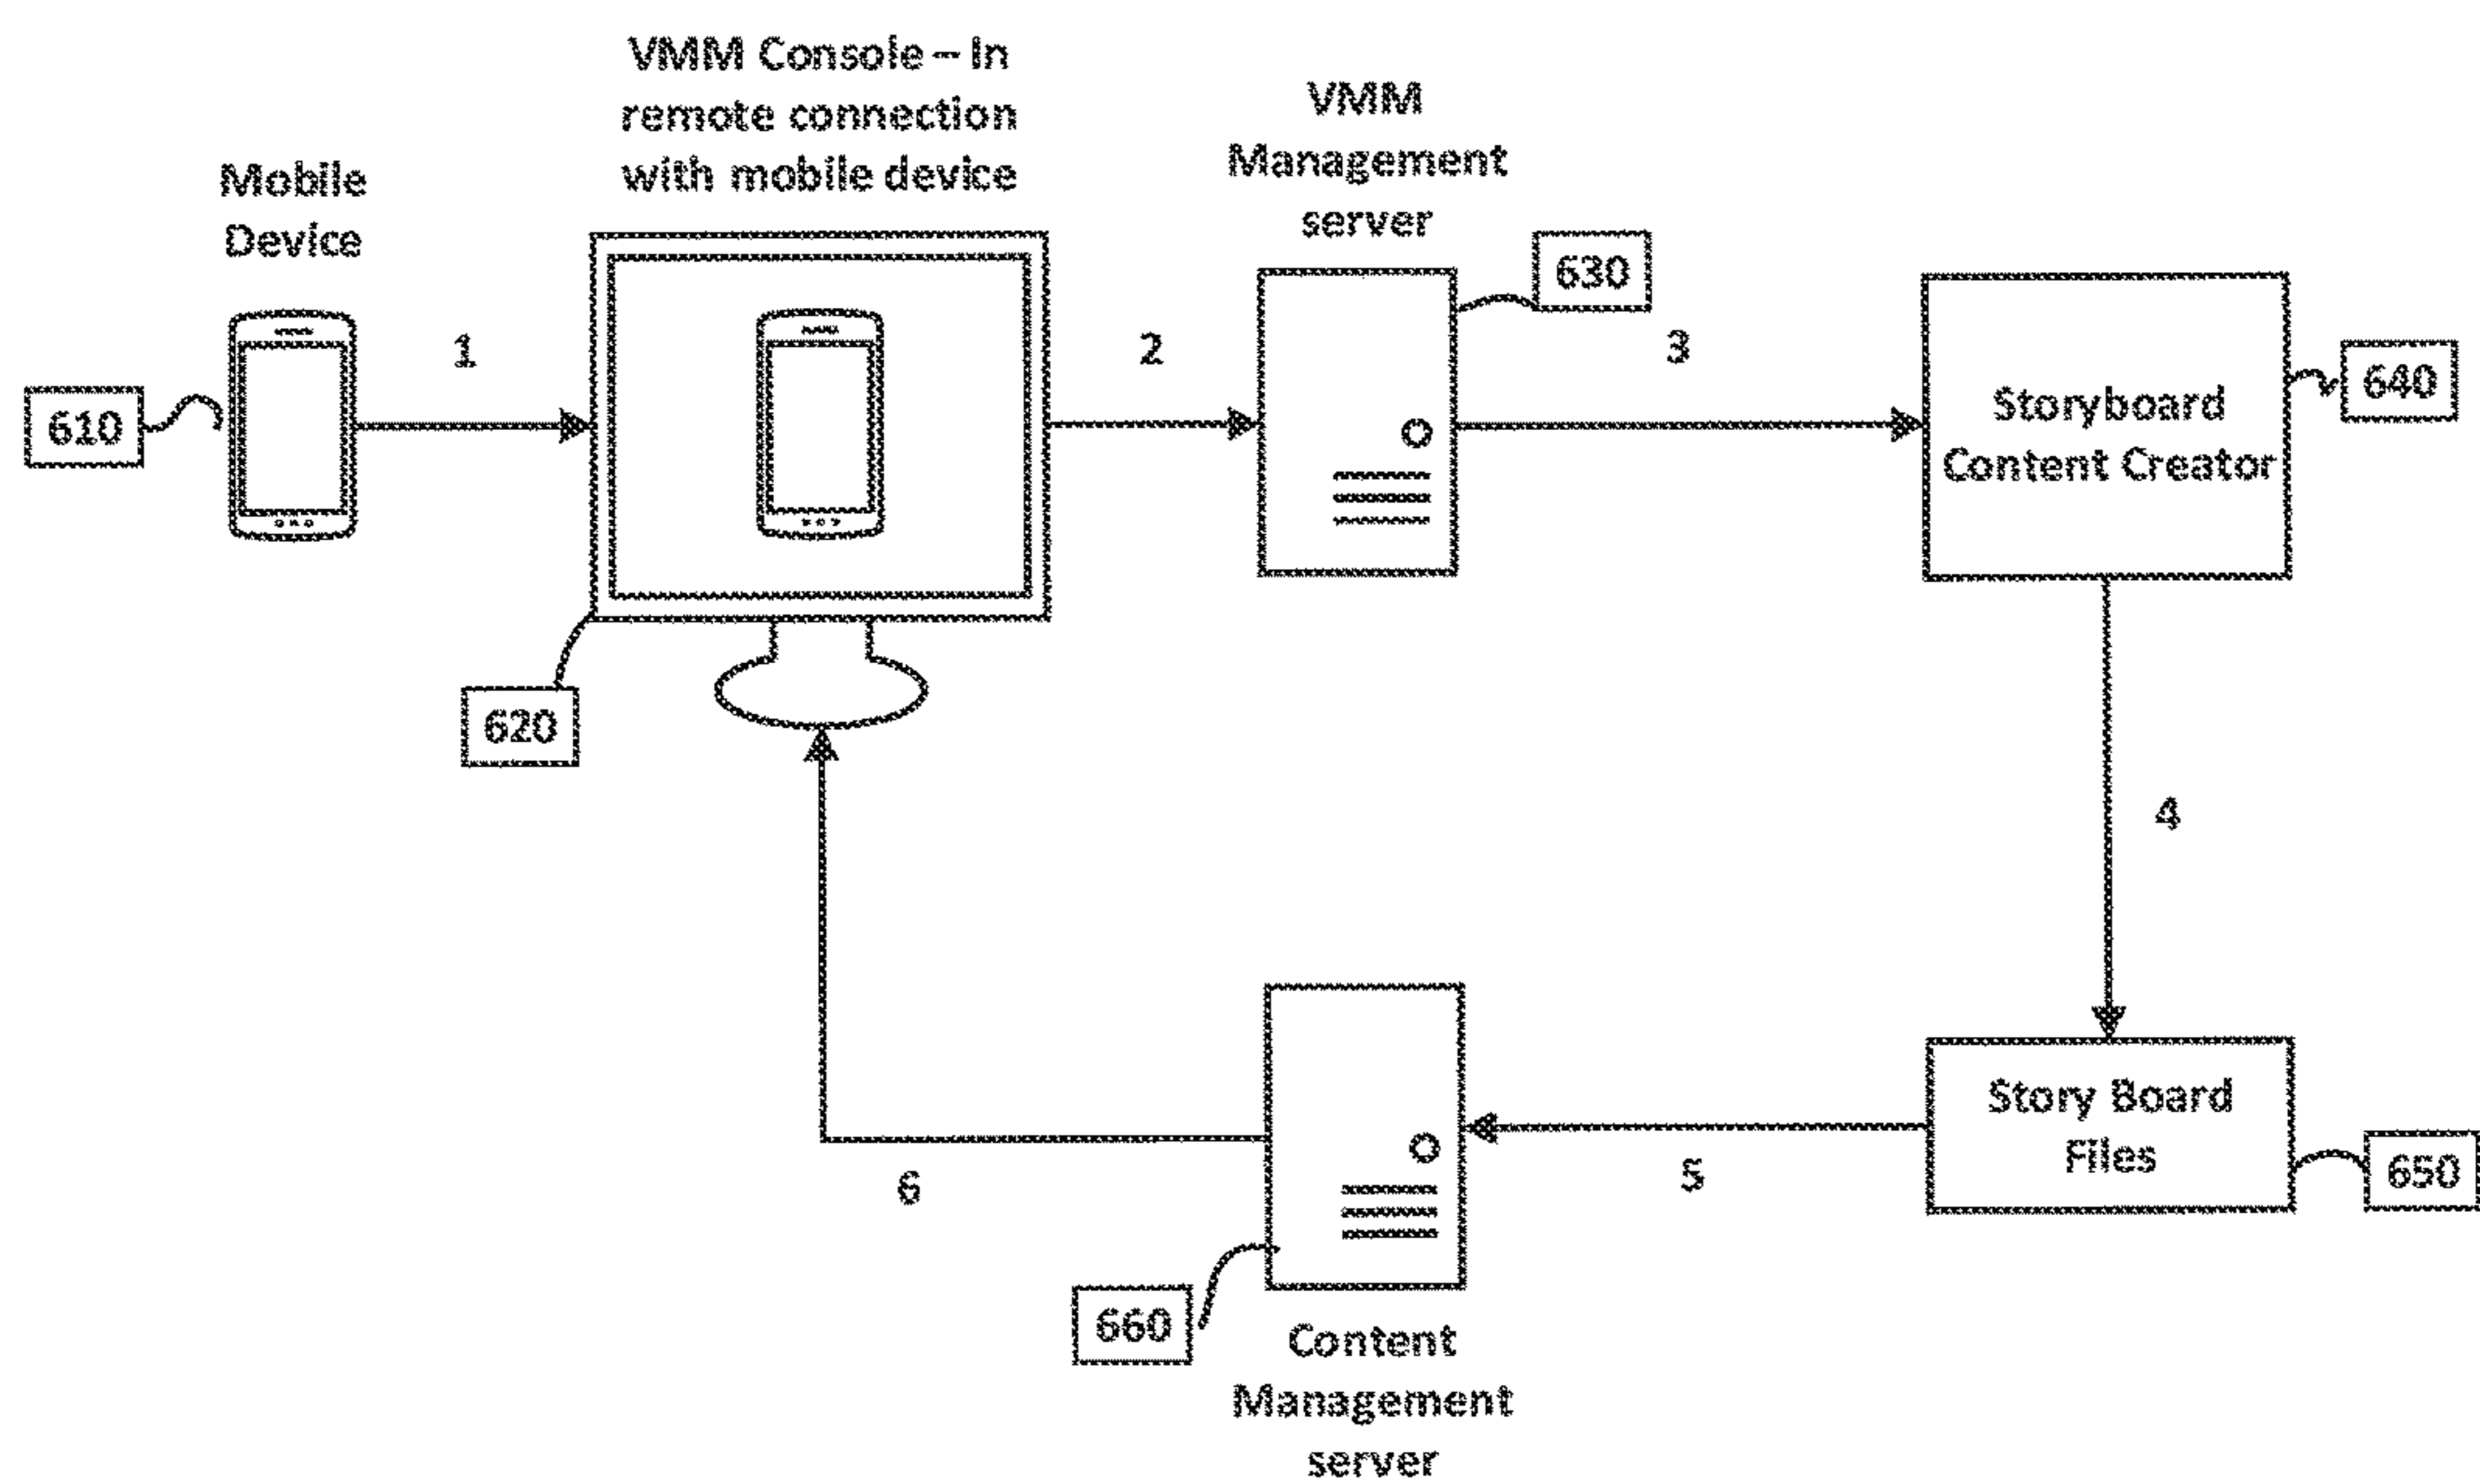 VMM Console – In
remote connection
with mobile device
VMM
Management
server
Mobile
Device
630
1
2
3
640
610
Storyboard
Content Creator
620
4
Story Board
Files
650
5
6
660
Content
Management
server